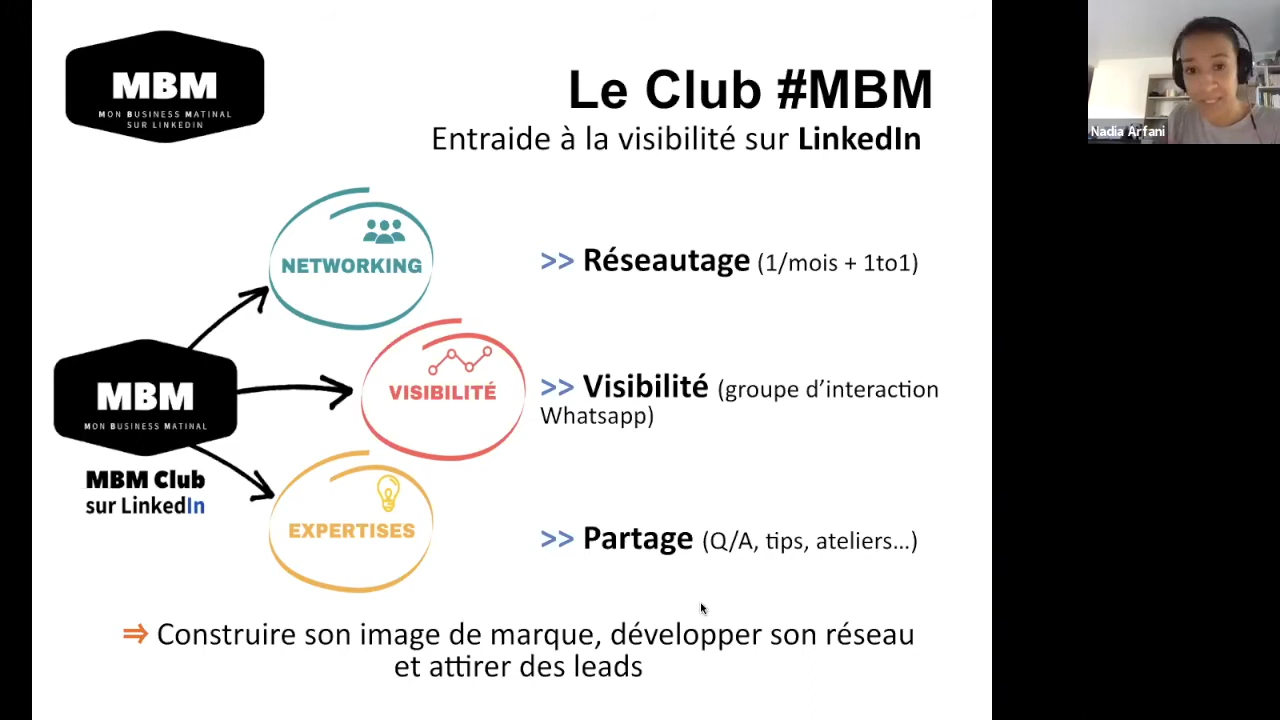 MBM
MON BUSINESS MATINAL
SUR LINKEDIN
Le Club #MBM
Entraide à la visibilité sur LinkedIn
Nadia Arfani
NETWORKING
>> Réseautage (1/mois + 1to1)
VISIBILITÉ
>> Visibilité (groupe d’interaction
Whatsapp)
MBM
MON BUSINESS MATINAL
MBM Club
sur LinkedIn
EXPERTISES
>> Partage (Q/A, tips, ateliers...)
⇒ Construire son image de marque, développer son réseau
et attirer des leads